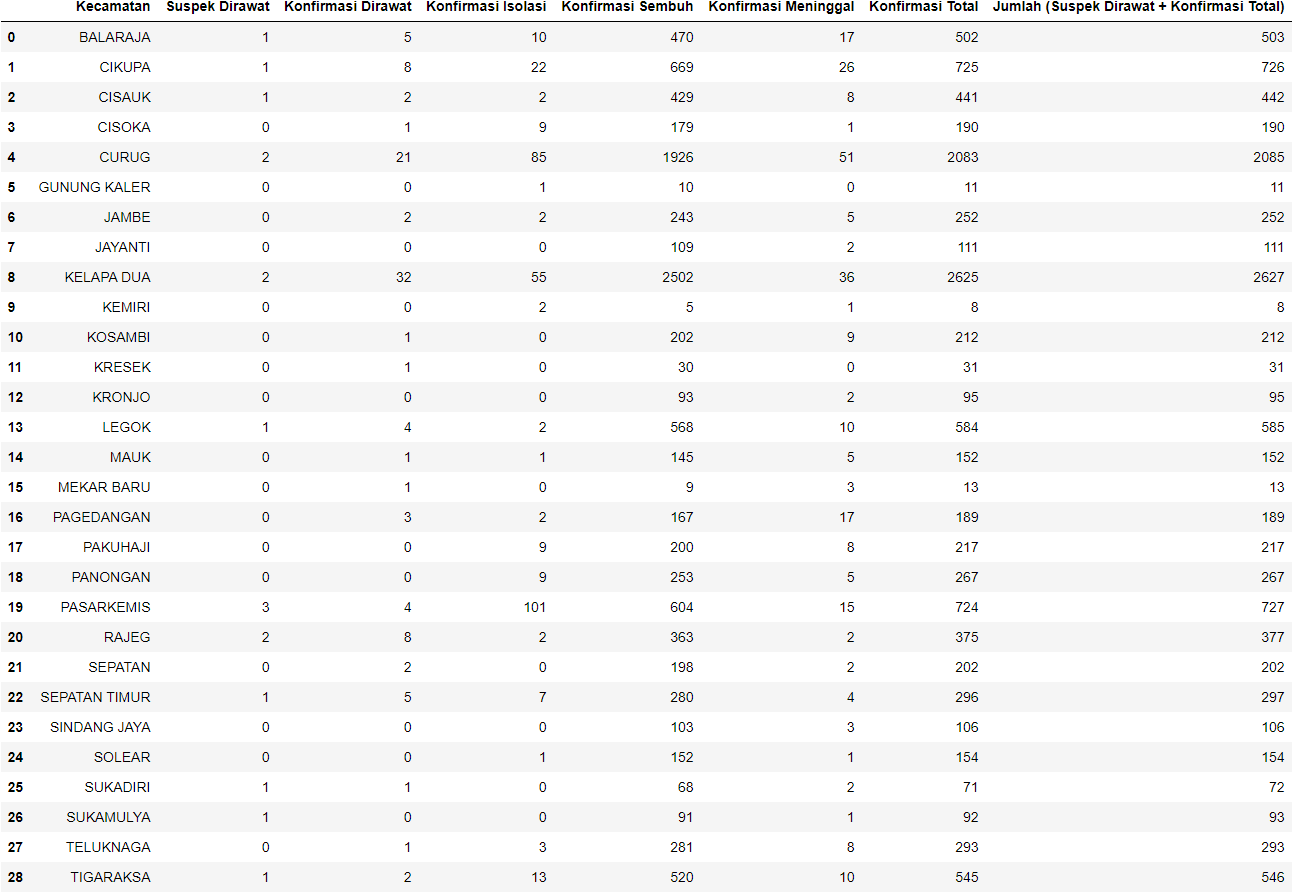 Kecamatan Suspek Dirawat Konfirmasi Dirawat Konfirmasi Isolasi Konfirmasi Sembuh Konfirmasi Meninggal Konfirmasi Total Jumlah (Suspek Dirawat + Konfirmasi Total)
0 BALARAJA 1 5 10 470 17 502 503
1 CIKUPA 1 8 22 669 26 725 726
2 CISAUK 1 2 2 429 8 441 442
3 CISOKA 0 1 9 179 1 190 190
4 CURUG 2 21 85 1926 51 2083 2085
5 GUNUNG KALER 0 0 1 10 0 11 11
6 JAMBE 0 2 2 243 5 252 252
7 JAYANTI 0 0 0 109 2 111 111
8 KELAPA DUA 2 32 55 2502 36 2625 2627
9 KEMIRI 0 0 2 5 1 8 8
10 KOSAMBI 0 1 0 202 9 212 212
11 KRESEK 0 1 0 30 0 31 31
12 KRONJO 0 0 0 93 2 95 95
13 LEGOK 1 4 2 568 10 584 585
14 MAUK 0 1 1 145 5 152 152
15 MEKAR BARU 0 1 0 9 3 13 13
16 PAGEDANGAN 0 3 2 167 17 189 189
17 PAKUHAJI 0 0 9 200 8 217 217
18 PANONGAN 0 0 9 253 5 267 267
19 PASARKEMIS 3 4 101 604 15 724 727
20 RAJEG 2 8 2 363 2 375 377
21 SEPATAN 0 2 0 198 2 202 202
22 SEPATAN TIMUR 1 5 7 280 4 296 297
23 SINDANG JAYA 0 0 0 103 3 106 106
24 SOLEAR 0 0 1 152 1 154 154
25 SUKADIRI 1 1 0 68 2 71 72
26 SUKAMULYA 1 0 0 91 1 92 93
27 TELUKNAGA 0 1 3 281 8 293 293
28 TIGARAKSA 1 2 13 520 10 545 546